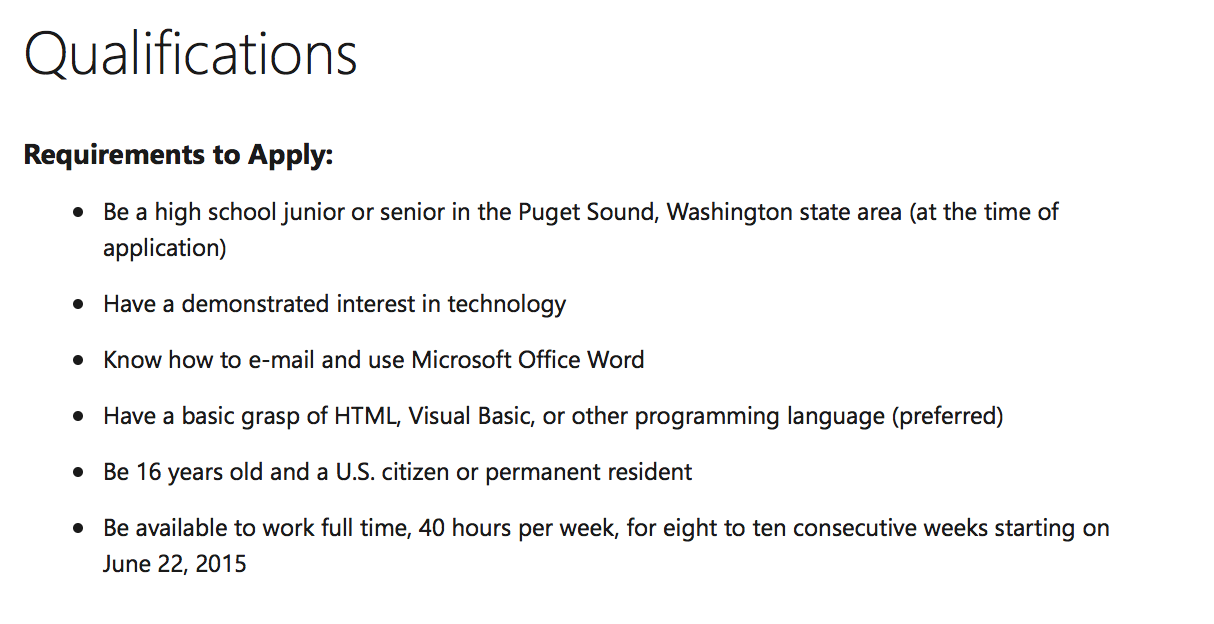 Qualifications
Requirements to Apply:
• Be a high school junior or senior in the Puget Sound, Washington state area (at the time of
application)
• Have a demonstrated interest in technology
• Know how to e-mail and use Microsoft Office Word
• Have a basic grasp of HTML, Visual Basic, or other programming language (preferred)
• Be 16 years old and a U.S. citizen or permanent resident
• Be available to work full time, 40 hours per week, for eight to ten consecutive weeks starting on
June 22, 2015